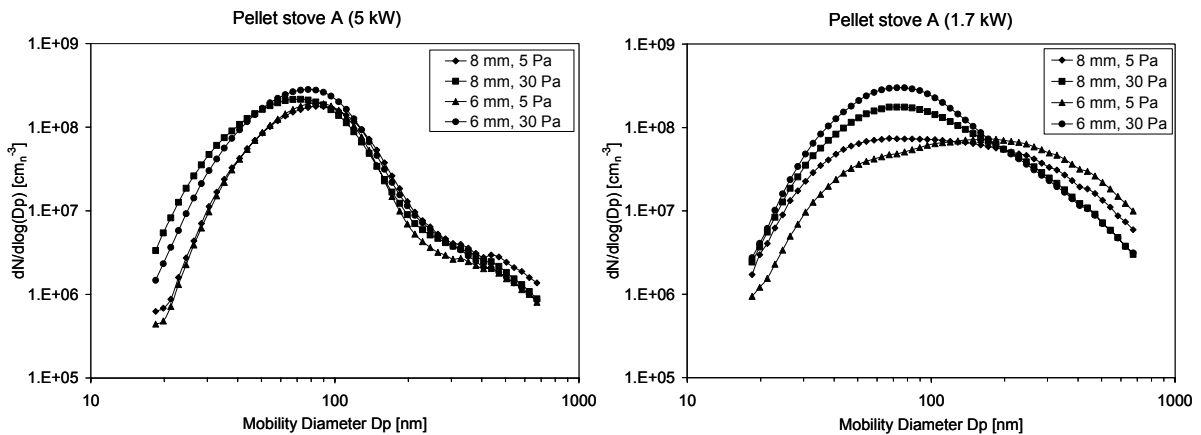 Pellet stove A (5 kW)
dN/dlog(Dp) [cmₙ⁻³]
1.E+09
1.E+08
1.E+07
1.E+06
1.E+05
8 mm, 5 Pa
8 mm, 30 Pa
6 mm, 5 Pa
6 mm, 30 Pa
10
100
1000
Mobility Diameter Dp [nm]
Pellet stove A (1.7 kW)
dN/dlog(Dp) [cmₙ⁻³]
1.E+09
1.E+08
1.E+07
1.E+06
1.E+05
8 mm, 5 Pa
8 mm, 30 Pa
6 mm, 5 Pa
6 mm, 30 Pa
10
100
1000
Mobility Diameter Dp [nm]